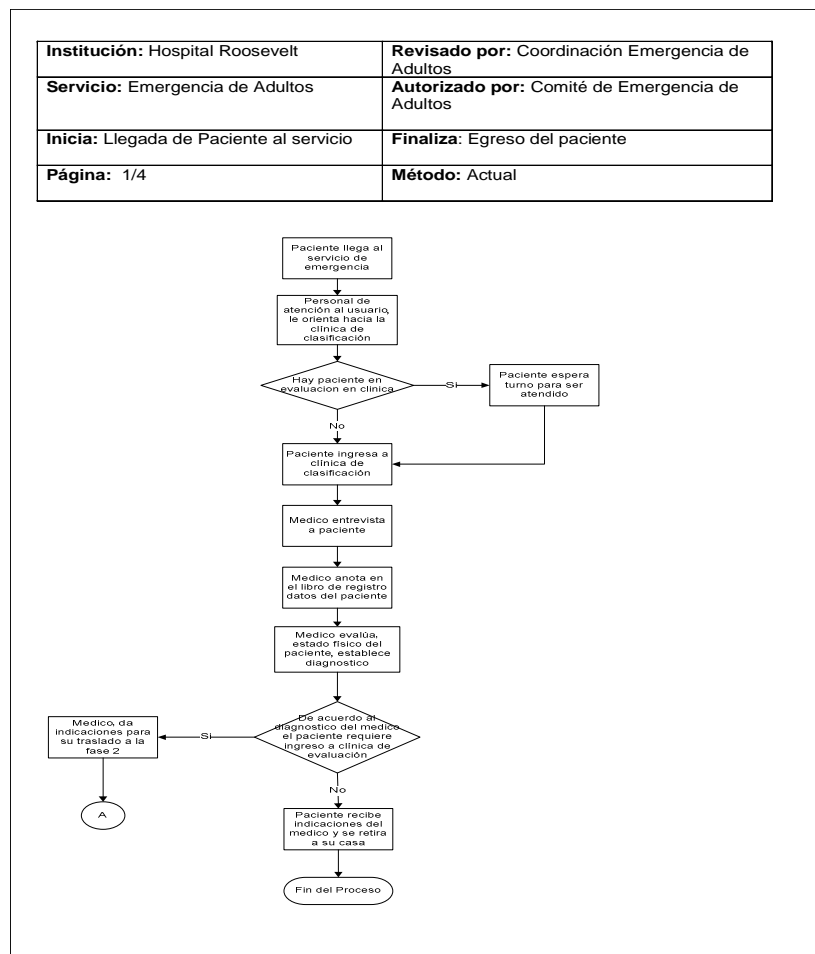 Institución: Hospital Roosevelt
Revisado por: Coordinación Emergencia de
Adultos
Servicio: Emergencia de Adultos
Autorizado por: Comité de Emergencia de
Adultos
Inicia: Llegada de Paciente al servicio
Finaliza: Egreso del paciente
Página: 1/4
Método: Actual
Paciente llega al
servicio de
emergencia
Personal de
atención al usuario,
le orienta hacia la
clínica de
clasificación
Hay paciente en
evaluacion en clinica
Si
Paciente espera
turno para ser
atendido
No
Paciente ingresa a
clínica de
clasificación
Medico entrevista
a paciente
Medico anota en
el libro de registro
datos del paciente
Medico evalúa,
estado físico del
paciente, establece
diagnostico
De acuerdo al
diagnostico del medico
el paciente requiere
ingreso a clínica de
evaluación
Si
Medico, da
indicaciones para
su traslado a la
fase 2
A
No
Paciente recibe
indicaciones del
medico y se retira
a su casa
Fin del Proceso